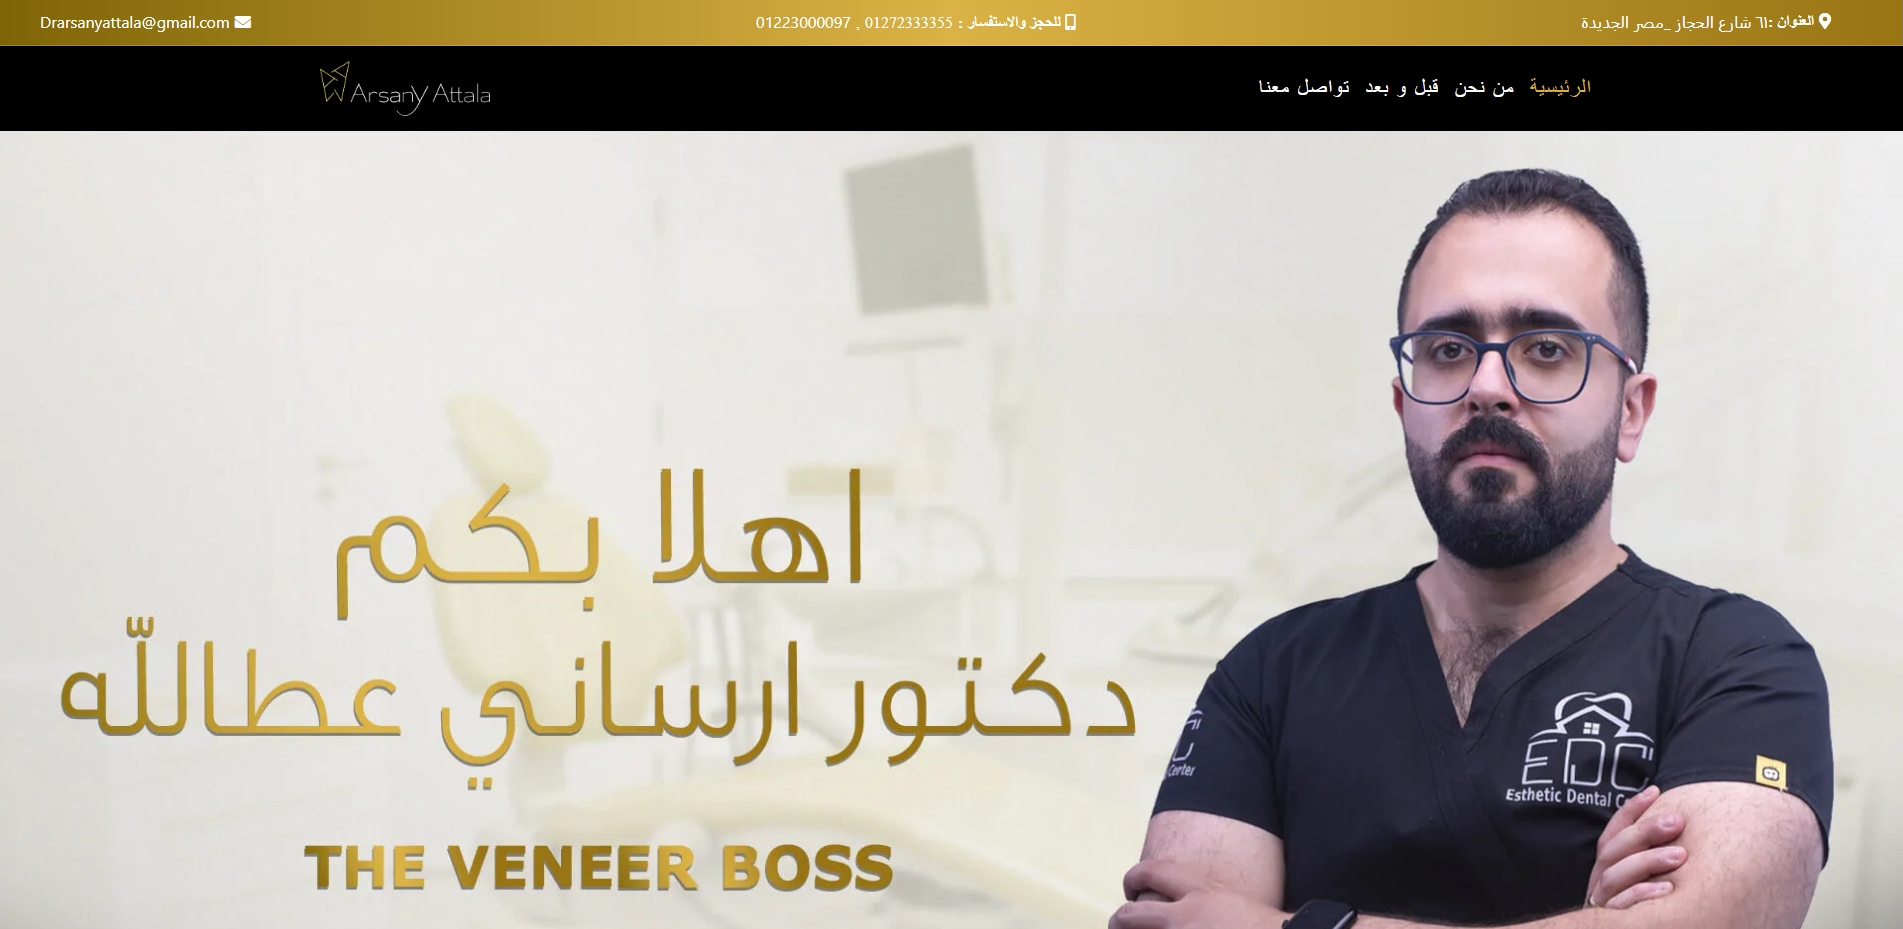 العنوان :٦١ شارع الحجاز _مصر الجديدة
للحجز والاستفسار : 01272333355 , 01223000097
Drarsanyattala@gmail.com
الرئيسية من نحن قبل و بعد تواصل معنا
Arsany Attala
اهلا بكم
دكتور ارساني عطاللّه
THE VENEER BOSS
EDC
Esthetic Dental C
Center